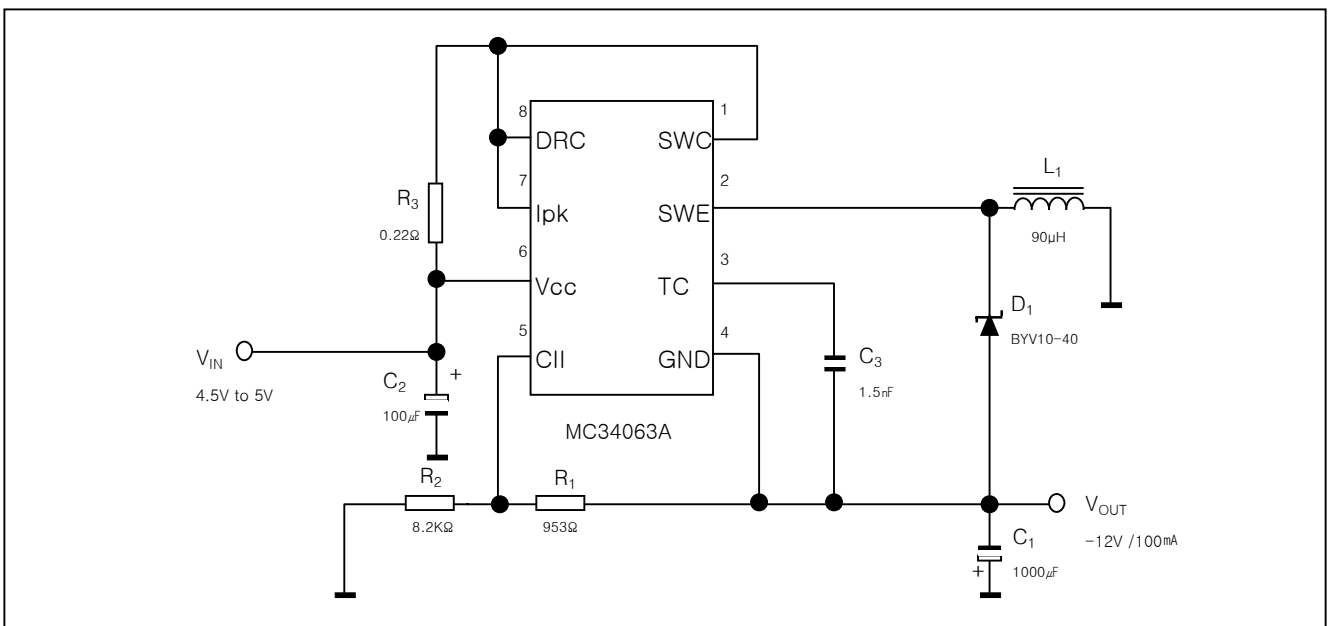 8
1
DRC
SWC
7
2
L₁
R₃
Ipk
SWE
0.22Ω
90μH
6
3
Vcc
TC
D₁
5
4
BYV10-40
V_IN
CII
GND
C₃
C₂
+
4.5V to 5V
1.5nF
100μF
MC34063A
R₂
R₁
V_OUT
8.2KΩ
953Ω
C₁
-12V /100mA
+
1000μF